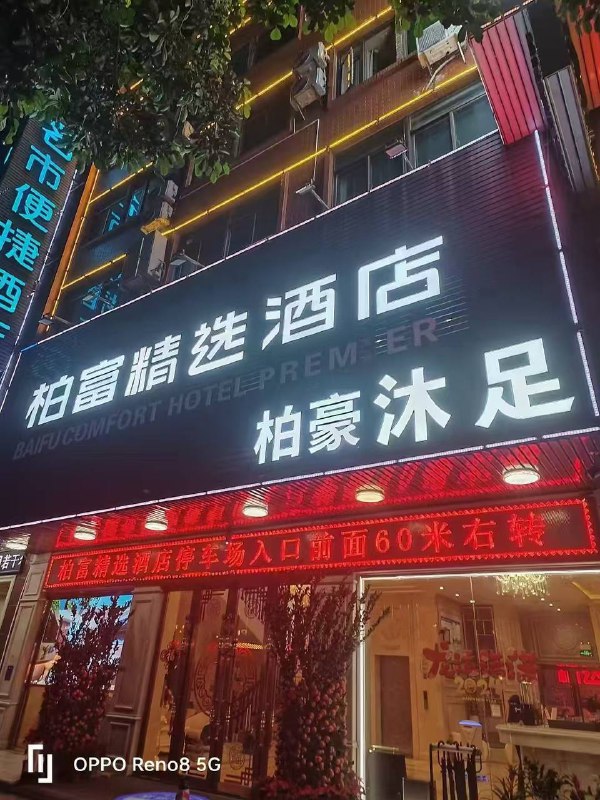 市便捷酒
柏富精选酒店
BAIFU COMFORT HOTEL PREMIER
柏豪沐足
柏富精选酒店停车场入口前面60米右转
OPPO Reno8 5G